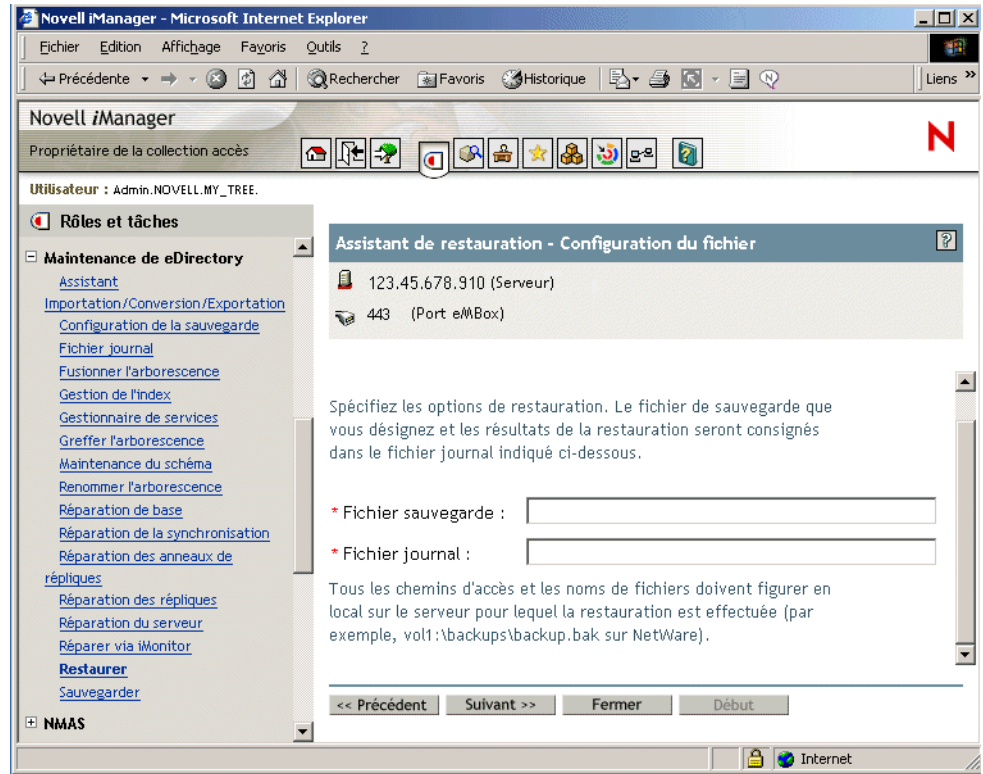 Novell iManager - Microsoft Internet Explorer
Fichier Edition Affichage Favoris Outils ?
Précédente Rechercher Favoris Historique Liens »
Novell iManager
Propriétaire de la collection accès
N
Utilisateur : Admin.NOVELL.MY_TREE.
Rôles et tâches
Maintenance de eDirectory
Assistant
Importation/Conversion/Exportation
Configuration de la sauvegarde
Fichier journal
Fusionner l'arborescence
Gestion de l'index
Gestionnaire de services
Greffer l'arborescence
Maintenance du schéma
Renommer l'arborescence
Réparation de base
Réparation de la synchronisation
Réparation des anneaux de
répliques
Réparation des répliques
Réparation du serveur
Réparer via iMonitor
Restaurer
Sauvegarder
NMAS
Assistant de restauration - Configuration du fichier
?
123.45.678.910 (Serveur)
443 (Port eMBox)
Spécifiez les options de restauration. Le fichier de sauvegarde que
vous désignez et les résultats de la restauration seront consignés
dans le fichier journal indiqué ci-dessous.
* Fichier sauvegarde :
* Fichier journal :
Tous les chemins d'accès et les noms de fichiers doivent figurer en
local sur le serveur pour lequel la restauration est effectuée (par
exemple, vol1:\backups\backup.bak sur NetWare).
<< Précédent Suivant >> Fermer Début
Internet